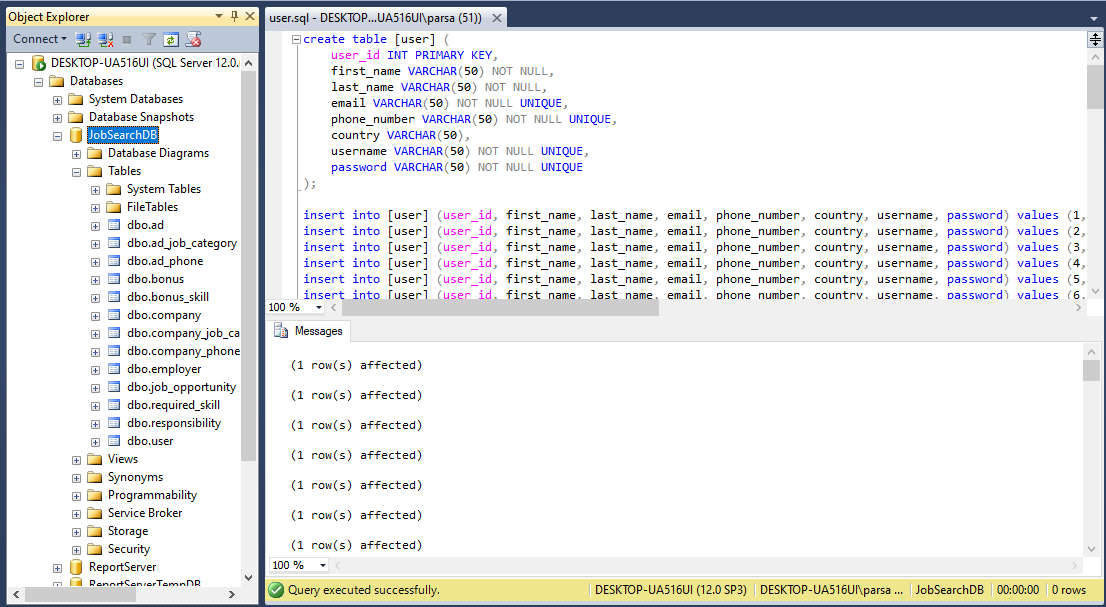 Object Explorer
Connect
DESKTOP-UA516UI (SQL Server 12.0.
Databases
System Databases
Database Snapshots
JobSearchDB
Database Diagrams
Tables
System Tables
FileTables
dbo.ad
dbo.ad_job_category
dbo.ad_phone
dbo.bonus
dbo.bonus_skill
dbo.company
dbo.company_job_ca
dbo.company_phone
dbo.employer
dbo.job_opportunity
dbo.required_skill
dbo.responsibility
dbo.user
Views
Synonyms
Programmability
Service Broker
Storage
Security
ReportServer
ReportServerTempDB
user.sql - DESKTOP...UA516UI\parsa (51))
create table [user] (
user_id INT PRIMARY KEY,
first_name VARCHAR(50) NOT NULL,
last_name VARCHAR(50) NOT NULL,
email VARCHAR(50) NOT NULL UNIQUE,
phone_number VARCHAR(50) NOT NULL UNIQUE,
country VARCHAR(50),
username VARCHAR(50) NOT NULL UNIQUE,
password VARCHAR(50) NOT NULL UNIQUE
);
insert into [user] (user_id, first_name, last_name, email, phone_number, country, username, password) values (1,
insert into [user] (user_id, first_name, last_name, email, phone_number, country, username, password) values (2,
insert into [user] (user_id, first_name, last_name, email, phone_number, country, username, password) values (3,
insert into [user] (user_id, first_name, last_name, email, phone_number, country, username, password) values (4,
insert into [user] (user_id, first_name, last_name, email, phone_number, country, username, password) values (5,
insert into [user] (user_id, first_name, last_name, email, phone_number, country, username, password) values (6,
100 %
Messages
(1 row(s) affected)
(1 row(s) affected)
(1 row(s) affected)
(1 row(s) affected)
(1 row(s) affected)
(1 row(s) affected)
(1 row(s) affected)
100 %
Query executed successfully.
DESKTOP-UA516UI (12.0 SP3)
DESKTOP-UA516UI\parsa ...
JobSearchDB
00:00:00
0 rows